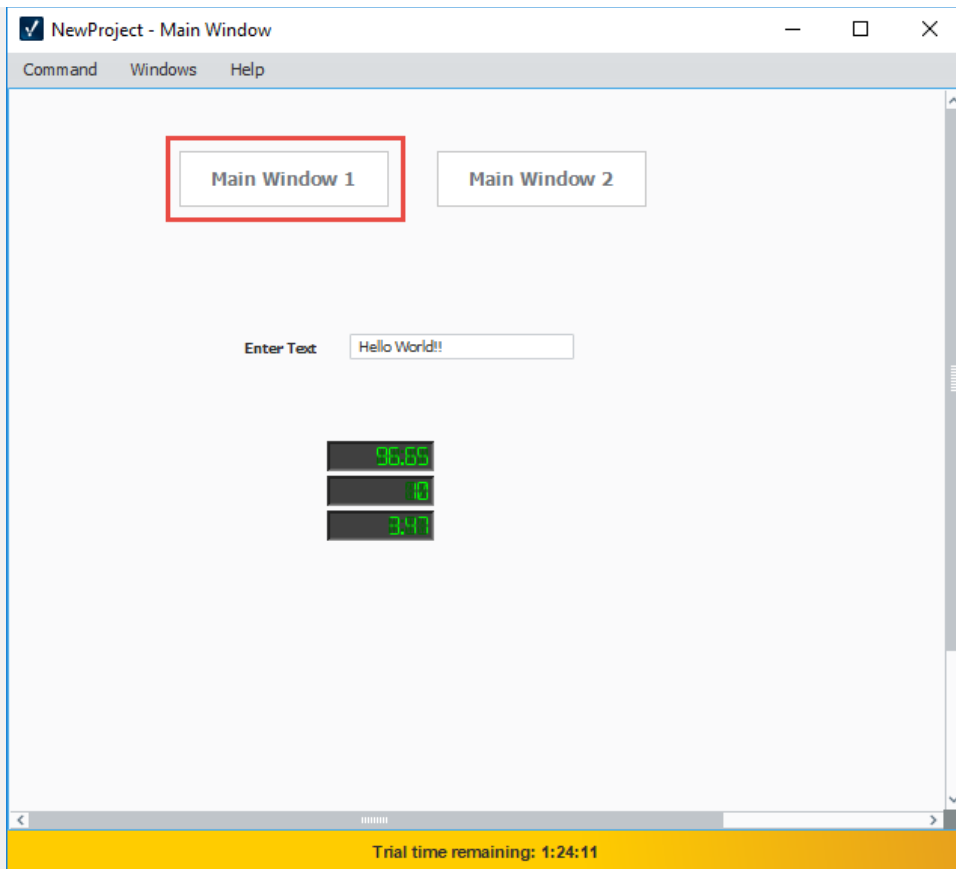 NewProject - Main Window
Command Windows Help
Main Window 1 Main Window 2
Enter Text Hello World!!
96.65
10
3.47
Trial time remaining: 1:24:11